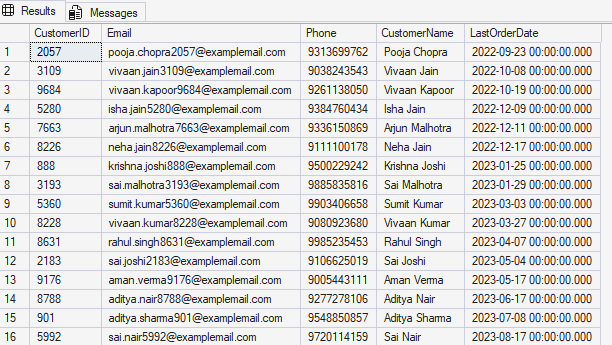 Results Messages
CustomerID Email Phone CustomerName LastOrderDate
1 2057 pooja.chopra2057@examplemail.com 9313699762 Pooja Chopra 2022-09-23 00:00:00.000
2 3109 vivaan.jain3109@examplemail.com 9038243543 Vivaan Jain 2022-10-08 00:00:00.000
3 9684 vivaan.kapoor9684@examplemail.com 9261138050 Vivaan Kapoor 2022-10-19 00:00:00.000
4 5280 isha.jain5280@examplemail.com 9384760434 Isha Jain 2022-12-09 00:00:00.000
5 7663 arjun.malhotra7663@examplemail.com 9336150869 Arjun Malhotra 2022-12-11 00:00:00.000
6 8226 neha.jain8226@examplemail.com 9111100178 Neha Jain 2022-12-17 00:00:00.000
7 888 krishna.joshi888@examplemail.com 9500229242 Krishna Joshi 2023-01-25 00:00:00.000
8 3193 sai.malhotra3193@examplemail.com 9885835816 Sai Malhotra 2023-01-29 00:00:00.000
9 5360 sumit.kumar5360@examplemail.com 9903406658 Sumit Kumar 2023-03-03 00:00:00.000
10 8228 vivaan.kumar8228@examplemail.com 9080923680 Vivaan Kumar 2023-03-27 00:00:00.000
11 8631 rahul.singh8631@examplemail.com 9985235453 Rahul Singh 2023-04-07 00:00:00.000
12 2183 sai.joshi2183@examplemail.com 9106625019 Sai Joshi 2023-05-04 00:00:00.000
13 9176 aman.verma9176@examplemail.com 9005443111 Aman Verma 2023-05-17 00:00:00.000
14 8788 aditya.nair8788@examplemail.com 9277278106 Aditya Nair 2023-06-17 00:00:00.000
15 901 aditya.sharma901@examplemail.com 9548850857 Aditya Sharma 2023-07-08 00:00:00.000
16 5992 sai.nair5992@examplemail.com 9720114159 Sai Nair 2023-08-17 00:00:00.000